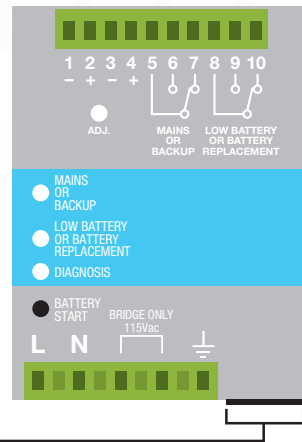 1 2 3 4 5 6 7 8 9 10
– + – +
ADJ.
MAINS
OR
BACKUP
LOW BATTERY
OR BATTERY
REPLACEMENT
MAINS
OR
BACKUP
LOW BATTERY
OR BATTERY
REPLACEMENT
DIAGNOSIS
BATTERY
START
BRIDGE ONLY
115Vac
L N